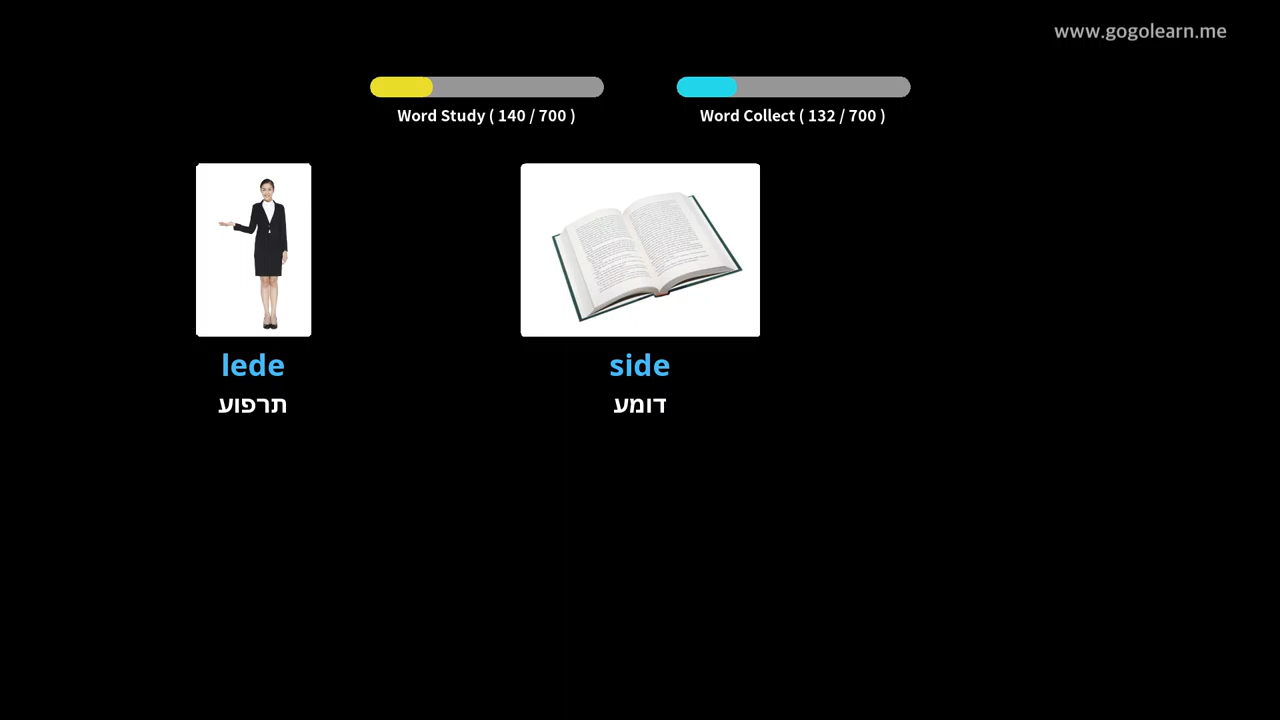 www.gogolearn.me
Word Study ( 140 / 700 )
Word Collect ( 132 / 700 )
lede
תרפוע
side
דומע